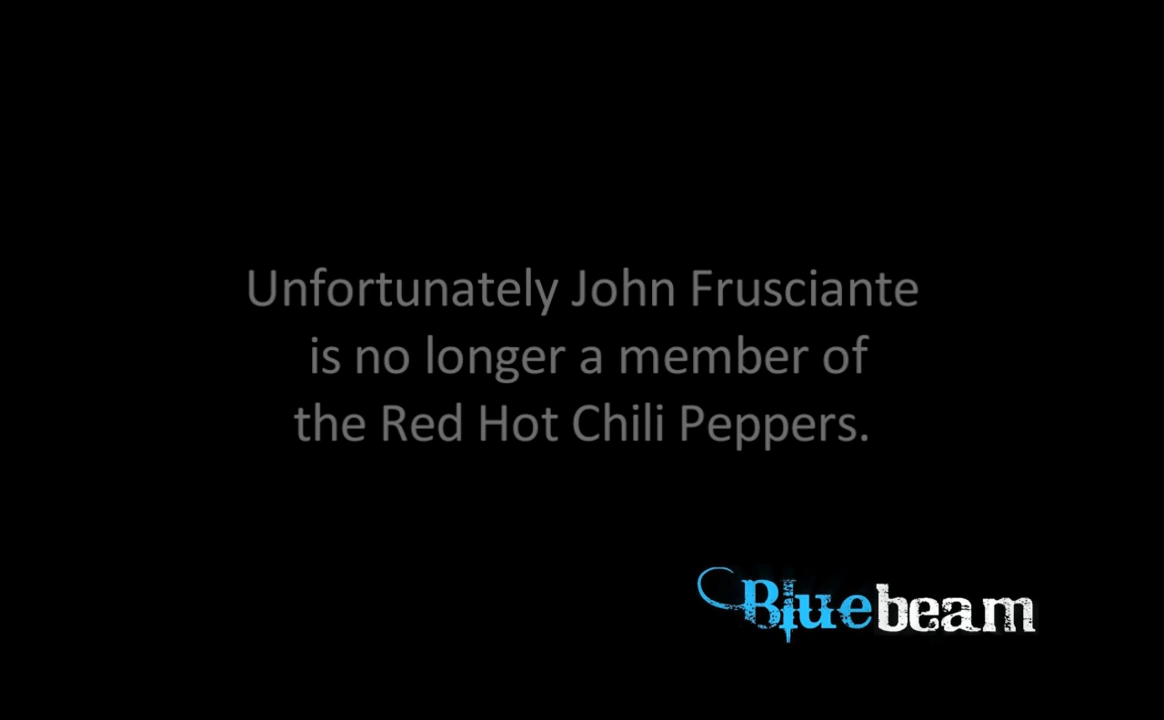 Unfortunately John Frusciante
is no longer a member of
the Red Hot Chili Peppers.
Bluebeam